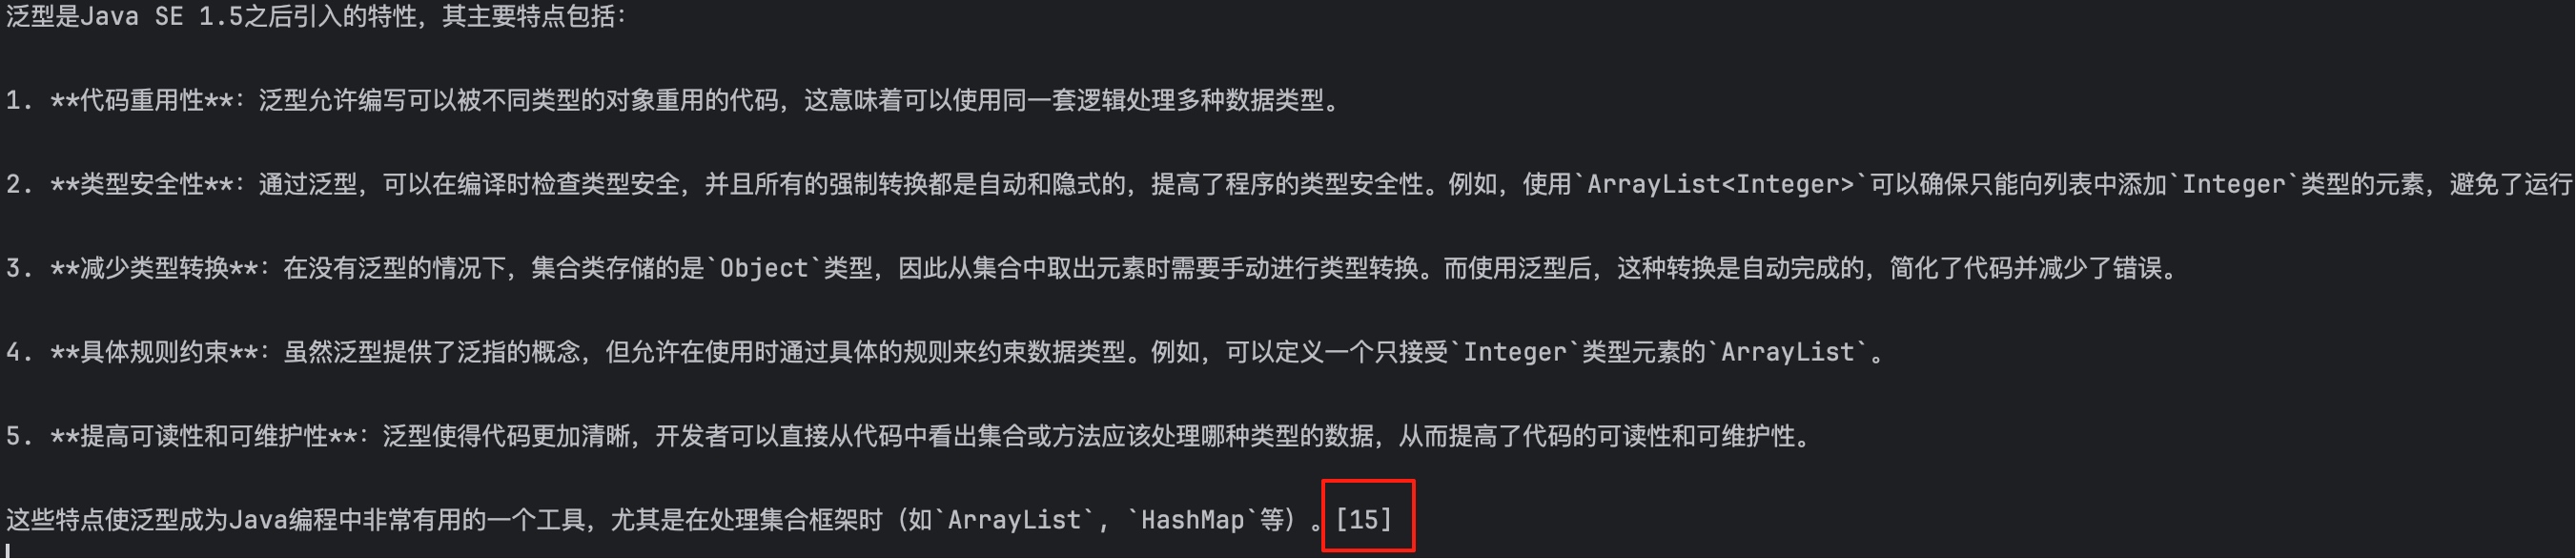 泛型是Java SE 1.5之后引入的特性，其主要特点包括：
1. **代码重用性**：泛型允许编写可以被不同类型的对象重用的代码，这意味着可以使用同一套逻辑处理多种数据类型。
2. **类型安全性**：通过泛型，可以在编译时检查类型安全，并且所有的强制转换都是自动和隐式的，提高了程序的类型安全性。例如，使用`ArrayList<Integer>`可以确保只能向列表中添加`Integer`类型的元素，避免了运行
3. **减少类型转换**：在没有泛型的情况下，集合类存储的是`Object`类型，因此从集合中取出元素时需要手动进行类型转换。而使用泛型后，这种转换是自动完成的，简化了代码并减少了错误。
4. **具体规则约束**：虽然泛型提供了泛指的概念，但允许在使用时通过具体的规则来约束数据类型。例如，可以定义一个只接受`Integer`类型元素的`ArrayList`。
5. **提高可读性和可维护性**：泛型使得代码更加清晰，开发者可以直接从代码中看出集合或方法应该处理哪种类型的数据，从而提高了代码的可读性和可维护性。
这些特点使泛型成为Java编程中非常有用的一个工具，尤其是在处理集合框架时（如`ArrayList`, `HashMap`等）。[15]